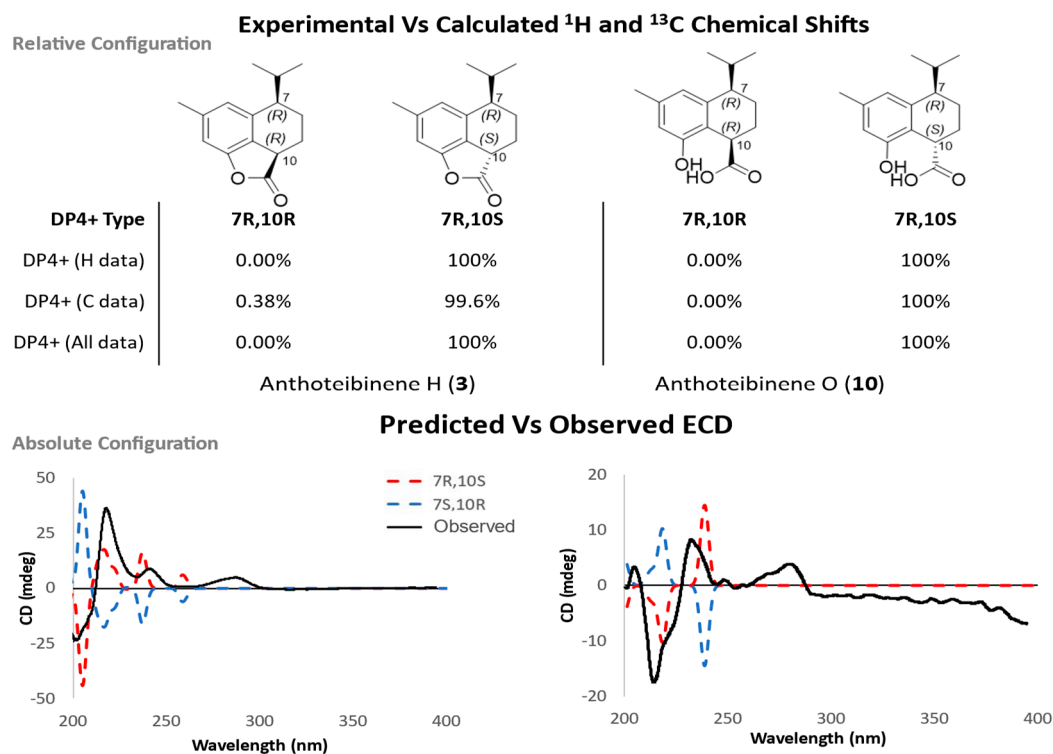 Experimental Vs Calculated ¹H and ¹³C Chemical Shifts
Relative Configuration
7 7 7 7
(R) (R) (R) (R)
(R) (S) (R) (S)
10 10 10 10
O O OH OH
O O HO O HO O
DP4+ Type 7R,10R 7R,10S 7R,10R 7R,10S
DP4+ (H data) 0.00% 100% 0.00% 100%
DP4+ (C data) 0.38% 99.6% 0.00% 100%
DP4+ (All data) 0.00% 100% 0.00% 100%
Anthoteibinene H (3) Anthoteibinene O (10)
Predicted Vs Observed ECD
Absolute Configuration
7R,10S
7S,10R
Observed
CD (mdeg)
50
25
0
-25
-50
200 250 300 350 400
Wavelength (nm)
CD (mdeg)
20
10
0
-10
-20
200 250 300 350 400
Wavelength (nm)